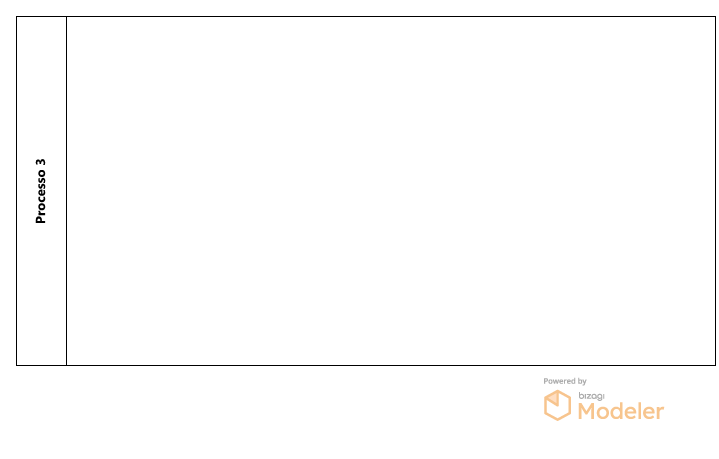 Processo 3
Powered by
bizagi
Modeler